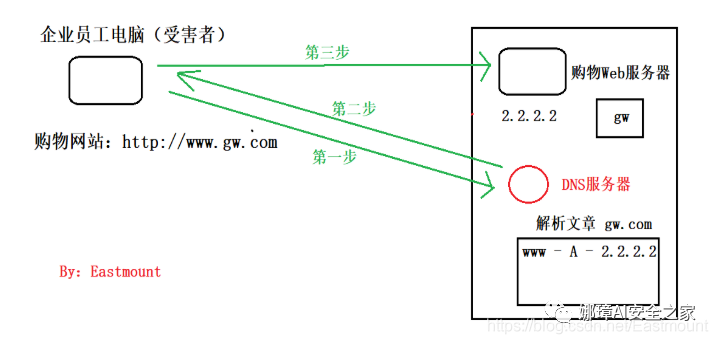 企业员工电脑（受害者）
第三步
购物Web服务器
2.2.2.2
gw
第二步
购物网站：http://www.gw.com
第一步
DNS服务器
解析文章 gw.com
www - A - 2.2.2.2
By: Eastmount
娜璋AI安全之家
https://blog.csdn.net/Eastmount